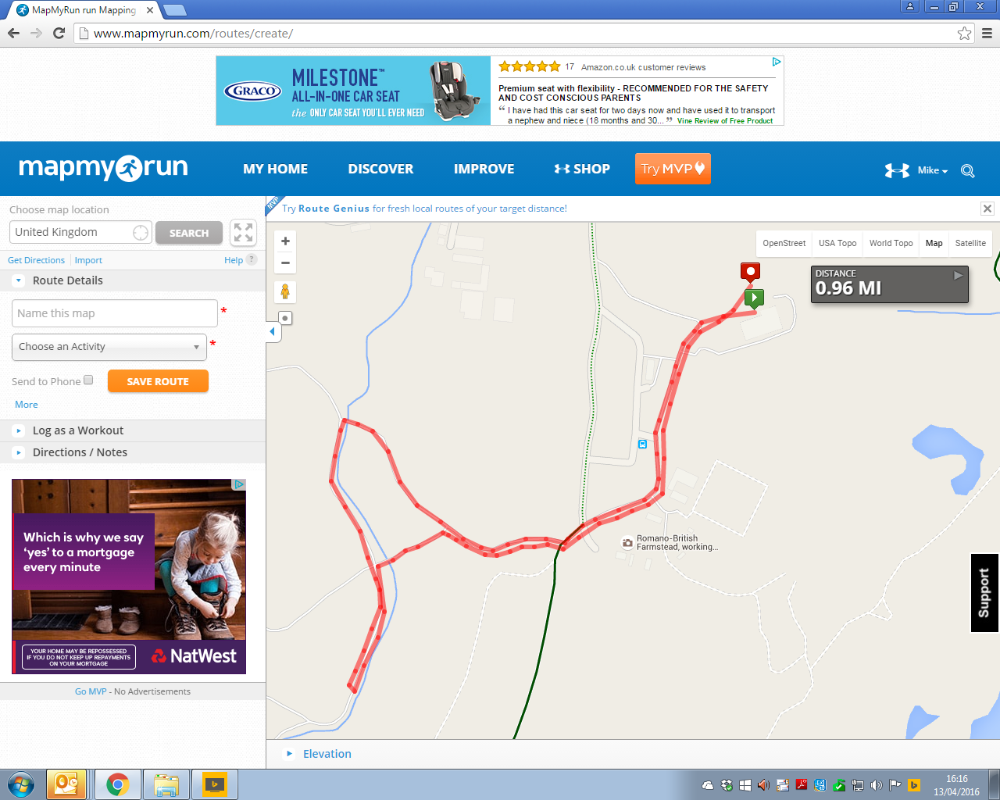 MapMyRun run Mapping
www.mapmyrun.com/routes/create/
GRACO
MILESTONE™
ALL-IN-ONE CAR SEAT
the ONLY CAR SEAT YOU'LL EVER NEED
17 Amazon.co.uk customer reviews
Premium seat with flexibility - RECOMMENDED FOR THE SAFETY
AND COST CONSCIOUS PARENTS
“ I have had this car seat for two days now and have used it to transport
a nephew and niece (18 months and 30... ” Vine Review of Free Product
mapmyrun
MY HOME
DISCOVER
IMPROVE
SHOP
Try MVP
Mike
Choose map location
United Kingdom
SEARCH
Get Directions
Import
Help ?
Route Details
Name this map
*
Choose an Activity
*
Send to Phone
SAVE ROUTE
More
Log as a Workout
Directions / Notes
Which is why we say
‘yes’ to a mortgage
every minute
YOUR HOME MAY BE REPOSSESSED
IF YOU DO NOT KEEP UP REPAYMENTS
ON YOUR MORTGAGE
NatWest
Go MVP - No Advertisements
MVP
Try Route Genius for fresh local routes of your target distance!
+
−
OpenStreet
USA Topo
World Topo
Map
Satellite
DISTANCE
0.96 MI
Romano-British
Farmstead, working...
Support
Elevation
16:16
13/04/2016